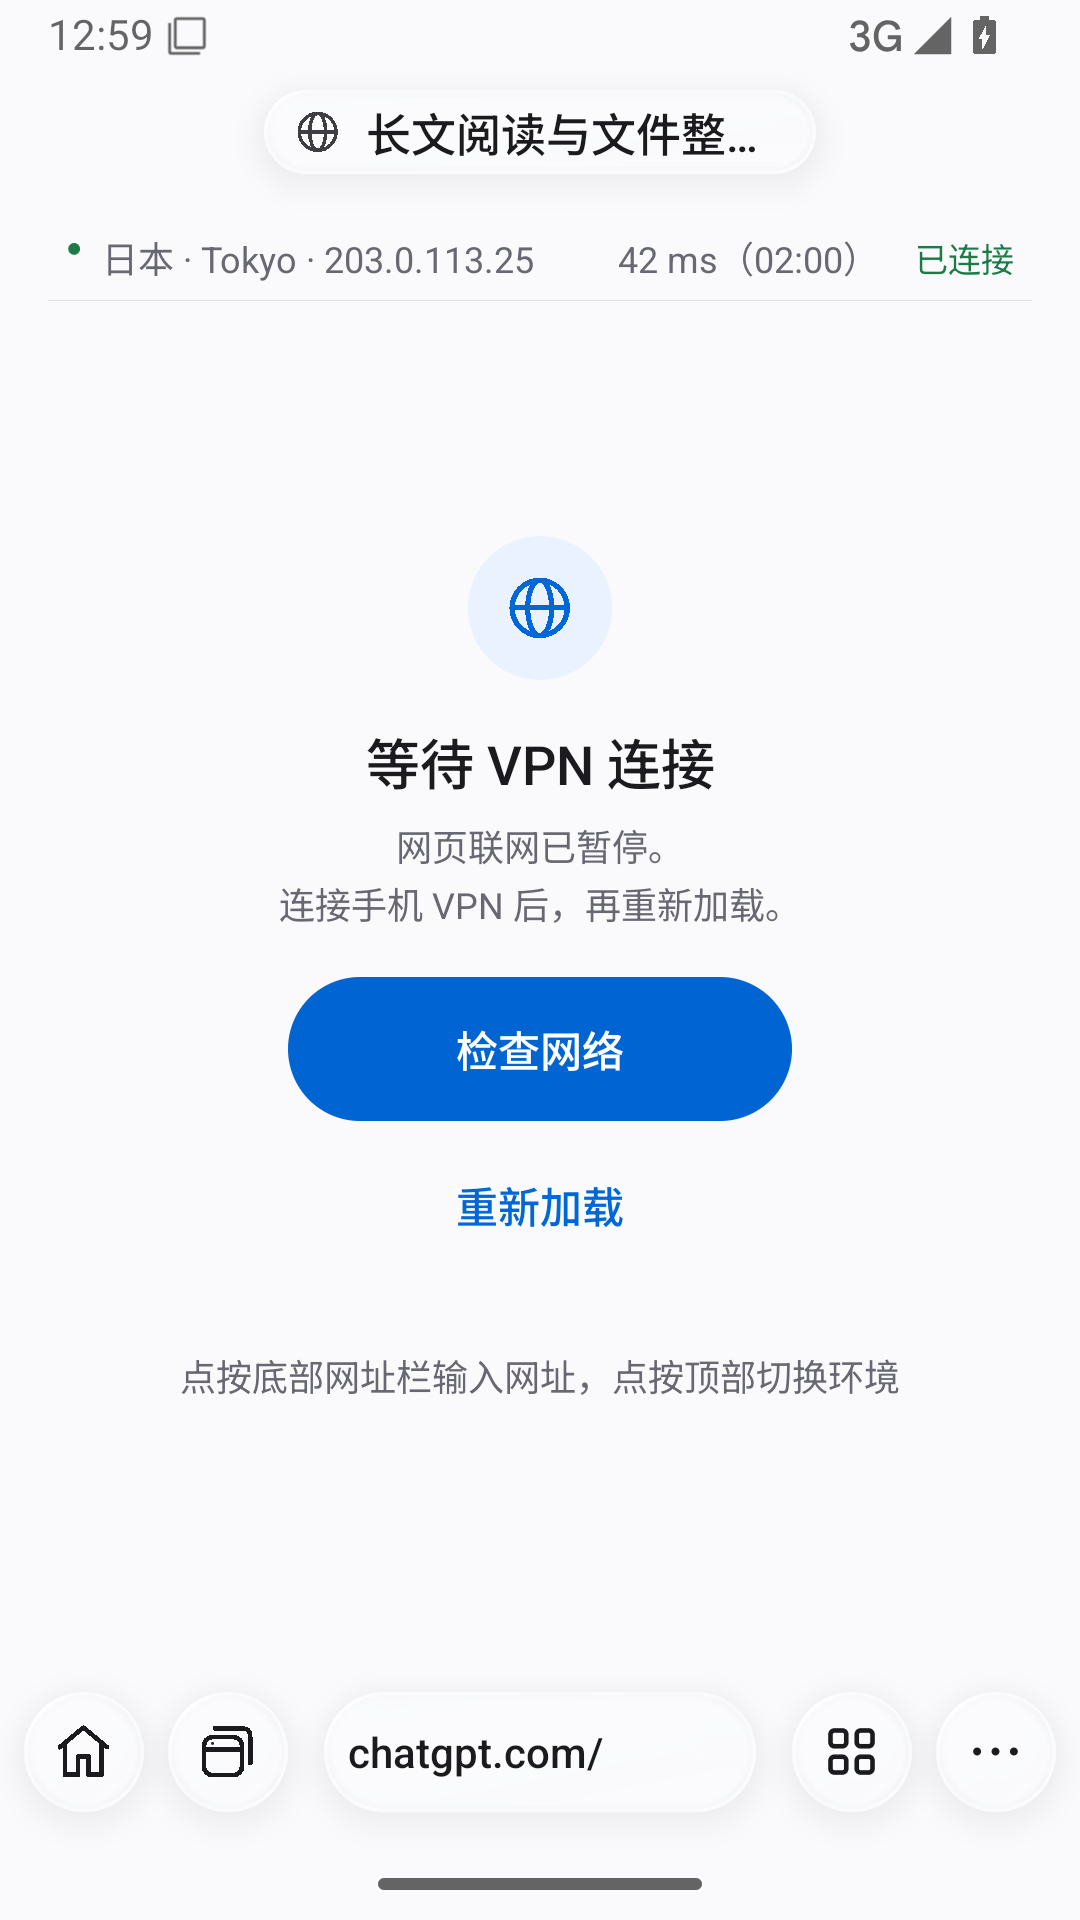 12:59
3G
长文阅读与文件整...
日本 · Tokyo · 203.0.113.25
42 ms（02:00）
已连接
等待 VPN 连接
网页联网已暂停。
连接手机 VPN 后，再重新加载。
检查网络
重新加载
点按底部网址栏输入网址，点按顶部切换环境
chatgpt.com/